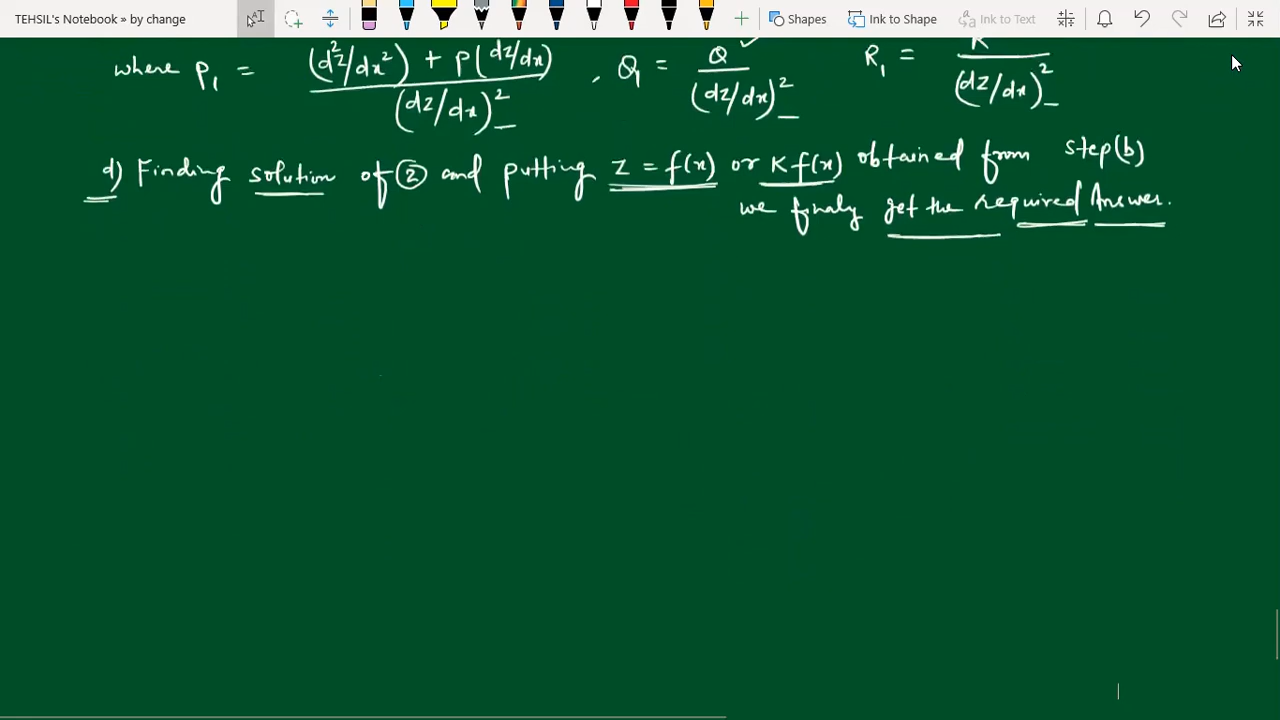 TEHSIL's Notebook » by change
Shapes
Ink to Shape
Ink to Text
where P₁ = (d²z/dx²) + P(dz/dx) / (dz/dx)² , Q₁ = Q / (dz/dx)² R₁ = R / (dz/dx)²
d) Finding solution of ② and putting Z = f(x) or K f(x) obtained from step(b)
we finaly get the required Answer.